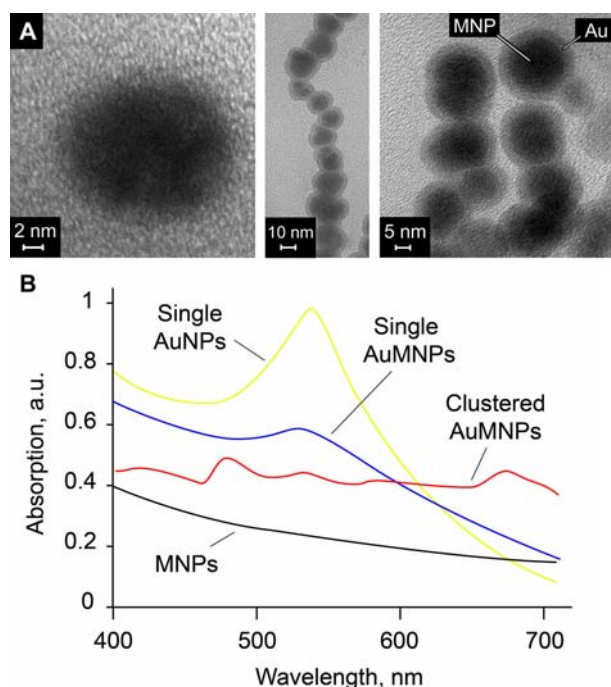 A
MNP
Au
2 nm
10 nm
5 nm
B
1
0.8
0.6
0.4
0.2
0
Absorption, a.u.
Single
AuNPs
Single
AuMNPs
Clustered
AuMNPs
MNPs
400
500
600
700
Wavelength, nm